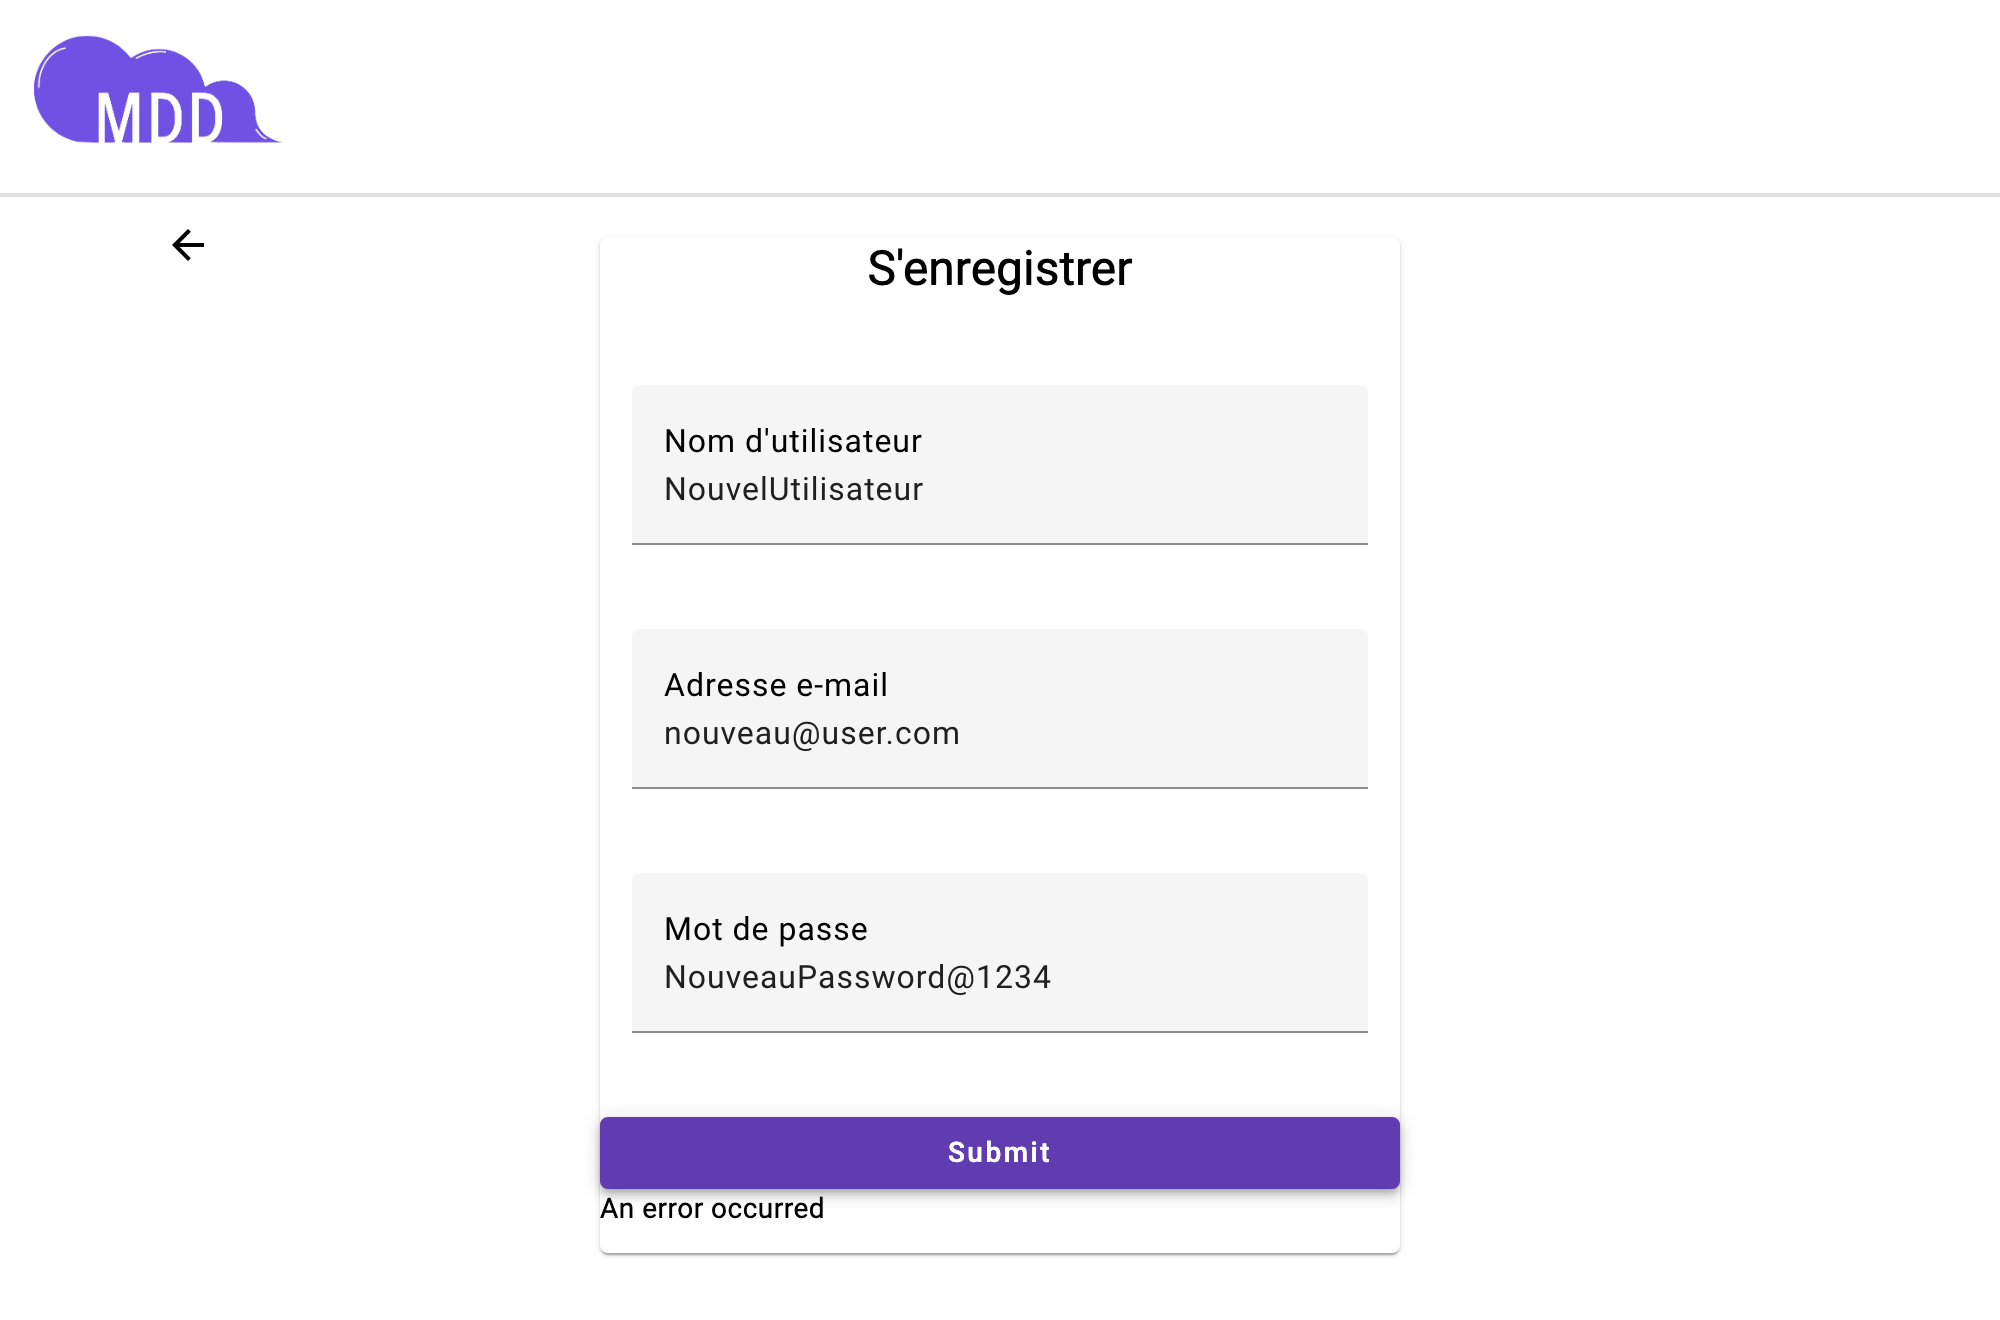 MDD
S'enregistrer
Nom d'utilisateur
NouvelUtilisateur
Adresse e-mail
nouveau@user.com
Mot de passe
NouveauPassword@1234
Submit
An error occurred